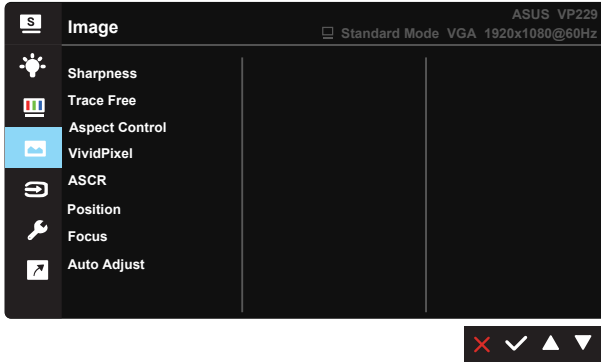 S
Image
ASUS VP229
Standard Mode VGA 1920x1080@60Hz
Sharpness
Trace Free
Aspect Control
VividPixel
ASCR
Position
Focus
Auto Adjust